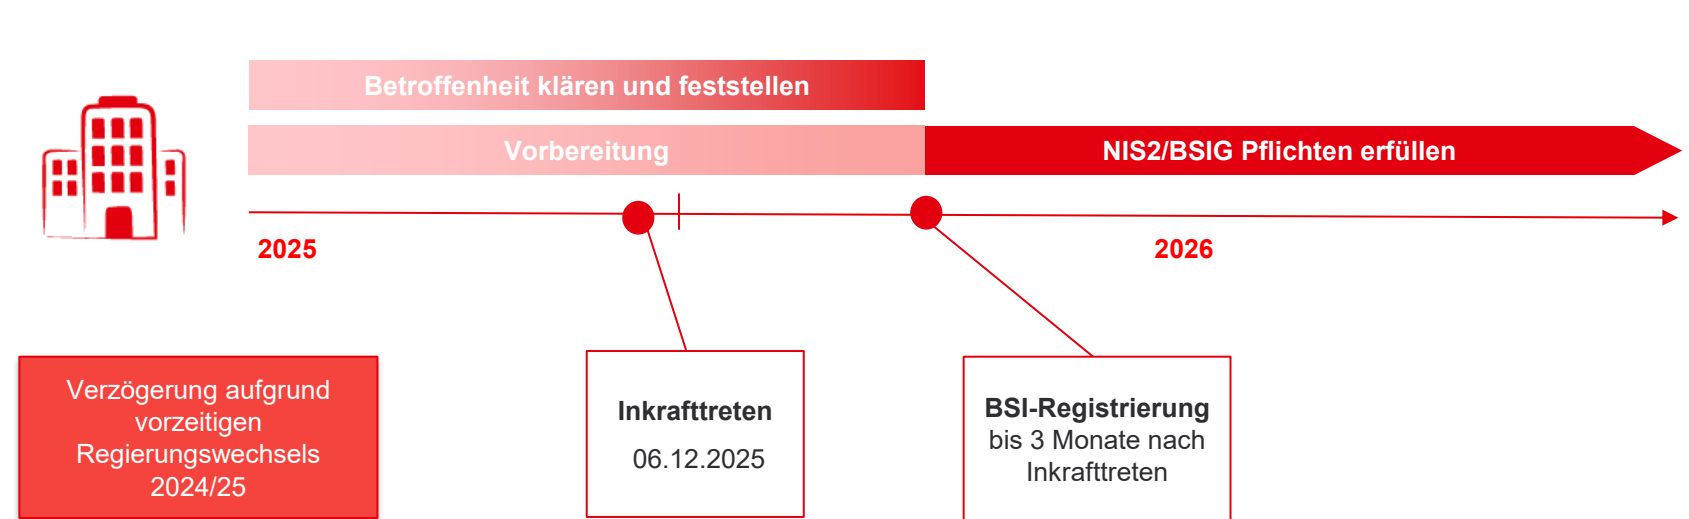 Betroffenheit klären und feststellen
Vorbereitung
NIS2/BSIG Pflichten erfüllen
2025
2026
Verzögerung aufgrund
vorzeitigen
Regierungswechsels
2024/25
Inkrafttreten
06.12.2025
BSI-Registrierung
bis 3 Monate nach
Inkrafttreten